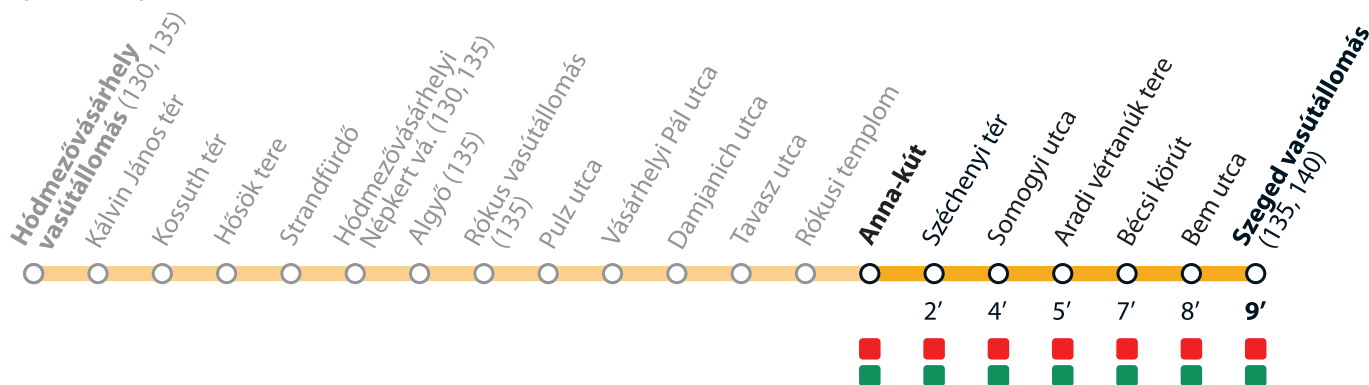 Hódmezővásárhely
vasútállomás (130, 135)
Kálvin János tér
Kossuth tér
Hősök tere
Strandfürdő
Hódmezővásárhelyi
Népkert vá. (130, 135)
Algyő (135)
Rókus vasútállomás
(135)
Pulz utca
Vásárhelyi Pál utca
Damjanich utca
Tavasz utca
Rókusi templom
Anna-kút
Széchenyi tér
Somogyi utca
Aradi vértanúk tere
Bécsi körút
Bem utca
Szeged vasútállomás
(135, 140)
2’ 4’ 5’ 7’ 8’ 9’